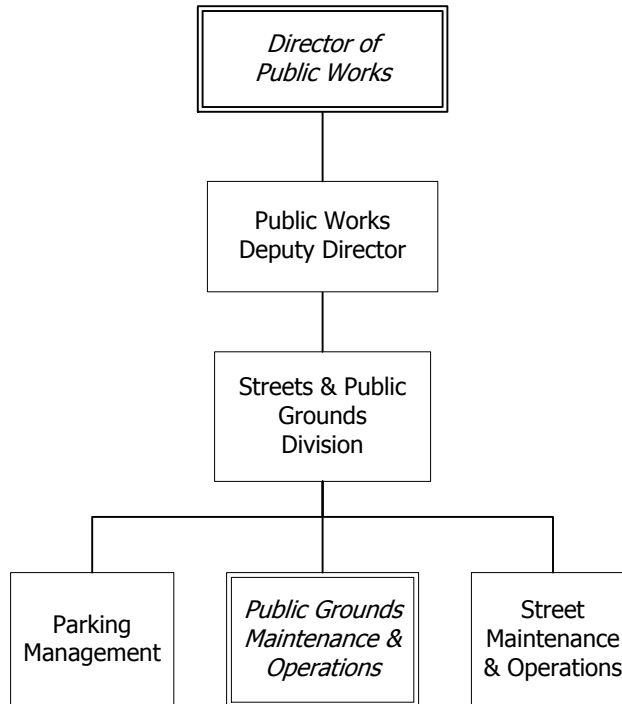 Director of
Public Works
Public Works
Deputy Director
Streets & Public
Grounds
Division
Parking
Management
Public Grounds
Maintenance &
Operations
Street
Maintenance
& Operations